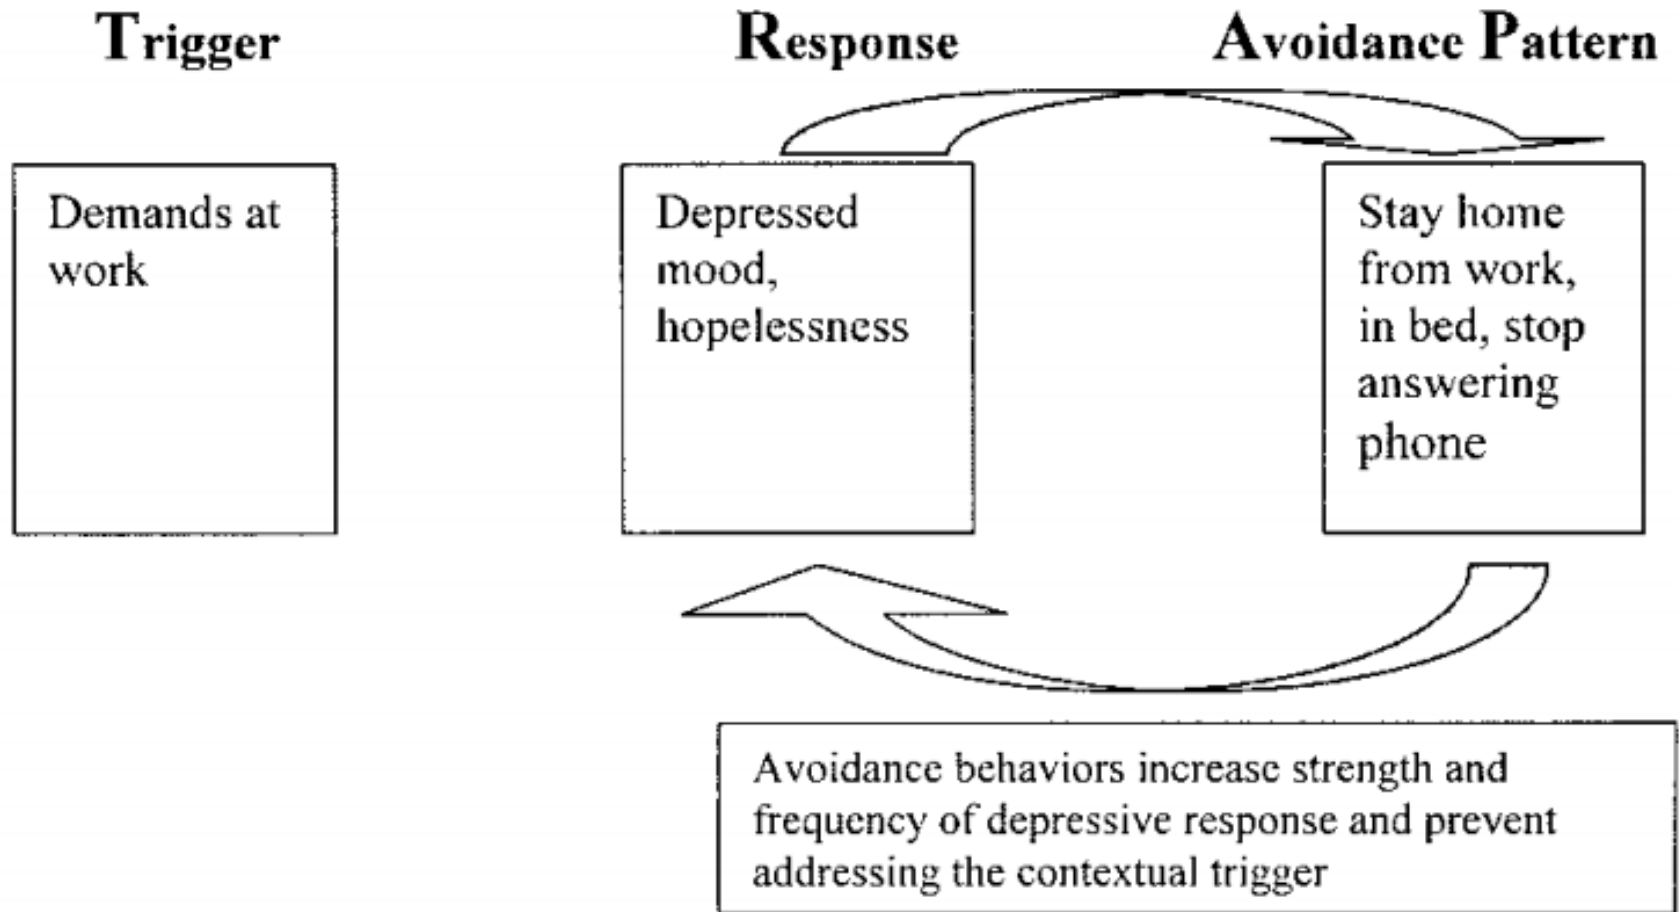 Trigger
Response
Avoidance Pattern
Demands at
work
Depressed
mood,
hopelessness
Stay home
from work,
in bed, stop
answering
phone
Avoidance behaviors increase strength and
frequency of depressive response and prevent
addressing the contextual trigger